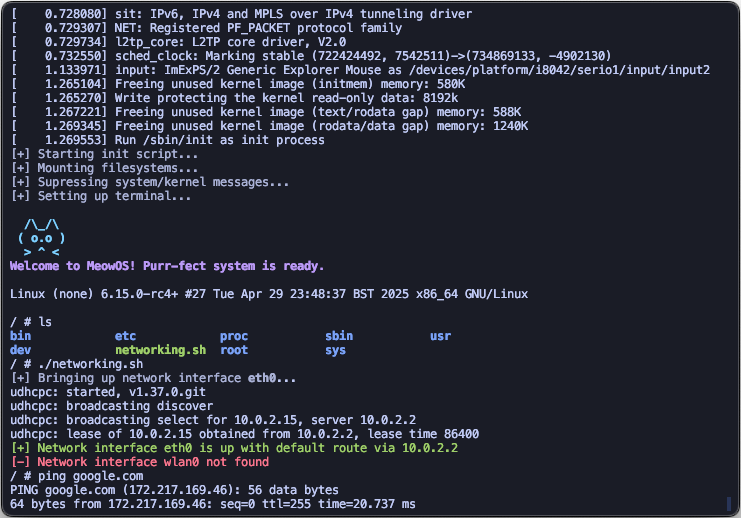 [    0.728080] sit: IPv6, IPv4 and MPLS over IPv4 tunneling driver
[    0.729307] NET: Registered PF_PACKET protocol family
[    0.729734] l2tp_core: L2TP core driver, V2.0
[    0.732550] sched_clock: Marking stable (722424492, 7542511)->(734869133, -4902130)
[    1.133971] input: ImExPS/2 Generic Explorer Mouse as /devices/platform/i8042/serio1/input/input2
[    1.265104] Freeing unused kernel image (initmem) memory: 580K
[    1.265270] Write protecting the kernel read-only data: 8192k
[    1.267221] Freeing unused kernel image (text/rodata gap) memory: 588K
[    1.269345] Freeing unused kernel image (rodata/data gap) memory: 1240K
[    1.269553] Run /sbin/init as init process
[+] Starting init script...
[+] Mounting filesystems...
[+] Supressing system/kernel messages...
[+] Setting up terminal...
  /\_/\
 ( o.o )
  > ^ <
Welcome to MeowOS! Purr-fect system is ready.
Linux (none) 6.15.0-rc4+ #27 Tue Apr 29 23:48:37 BST 2025 x86_64 GNU/Linux
/ # ls
bin            etc            proc           sbin           usr
dev            networking.sh  root           sys
/ # ./networking.sh
[+] Bringing up network interface eth0...
udhcpc: started, v1.37.0.git
udhcpc: broadcasting discover
udhcpc: broadcasting select for 10.0.2.15, server 10.0.2.2
udhcpc: lease of 10.0.2.15 obtained from 10.0.2.2, lease time 86400
[+] Network interface eth0 is up with default route via 10.0.2.2
[-] Network interface wlan0 not found
/ # ping google.com
PING google.com (172.217.169.46): 56 data bytes
64 bytes from 172.217.169.46: seq=0 ttl=255 time=20.737 ms